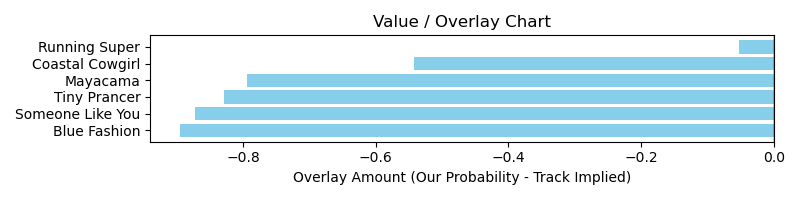 Value / Overlay Chart
Running Super
Coastal Cowgirl
Mayacama
Tiny Prancer
Someone Like You
Blue Fashion
−0.8 −0.6 −0.4 −0.2 0.0
Overlay Amount (Our Probability - Track Implied)